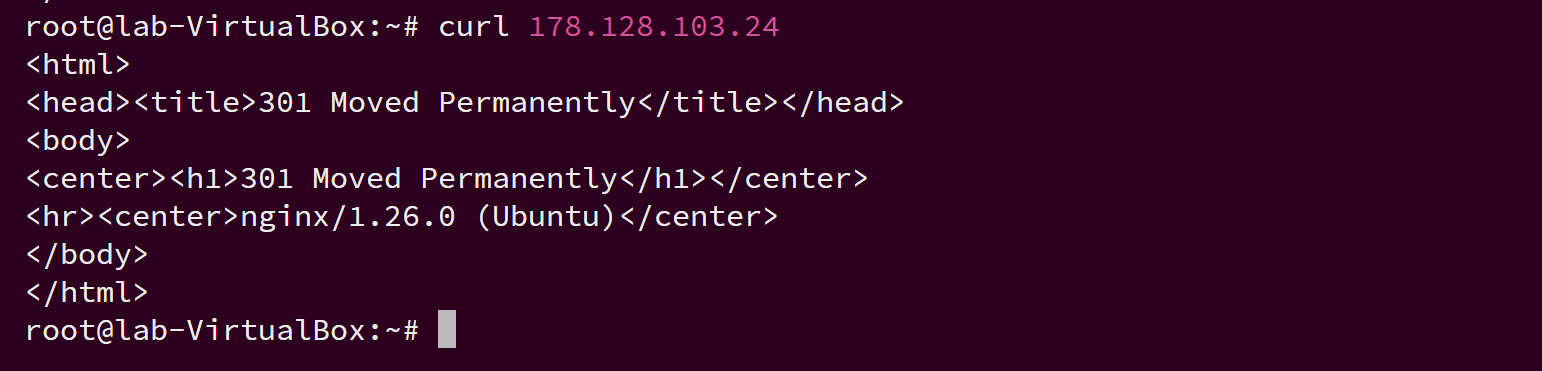 root@lab-VirtualBox:~# curl 178.128.103.24
<html>
<head><title>301 Moved Permanently</title></head>
<body>
<center><h1>301 Moved Permanently</h1></center>
<hr><center>nginx/1.26.0 (Ubuntu)</center>
</body>
</html>
root@lab-VirtualBox:~#